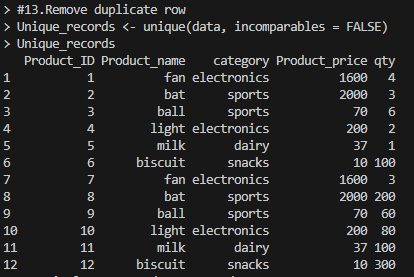 > #13.Remove duplicate row
> Unique_records <- unique(data, incomparables = FALSE)
> Unique_records
   Product_ID Product_name    category Product_price qty
1           1          fan electronics          1600   4
2           2          bat      sports          2000   3
3           3         ball      sports            70   6
4           4        light electronics           200   2
5           5         milk       dairy            37   1
6           6      biscuit      snacks            10 100
7           7          fan electronics          1600   3
8           8          bat      sports          2000 200
9           9         ball      sports            70  60
10         10        light electronics           200  80
11         11         milk       dairy            37 100
12         12      biscuit      snacks            10 300